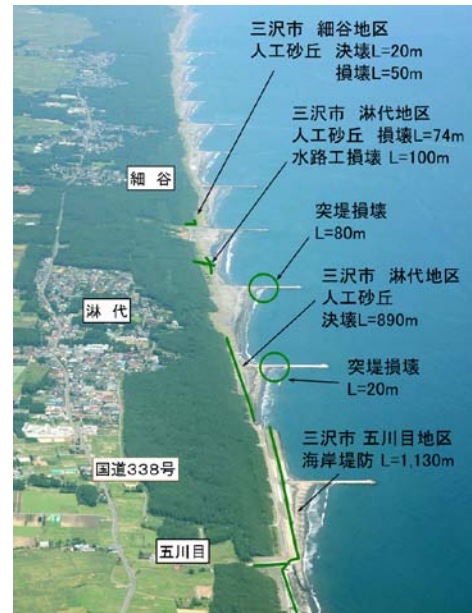 三沢市 細谷地区
人工砂丘 決壊L=20m
損壊L=50m
三沢市 淋代地区
人工砂丘 損壊L=74m
水路工損壊 L=100m
細谷
突堤損壊
L=80m
三沢市 淋代地区
人工砂丘
決壊L=890m
淋代
突堤損壊
L=20m
三沢市 五川目地区
海岸堤防 L=1,130m
国道338号
五川目